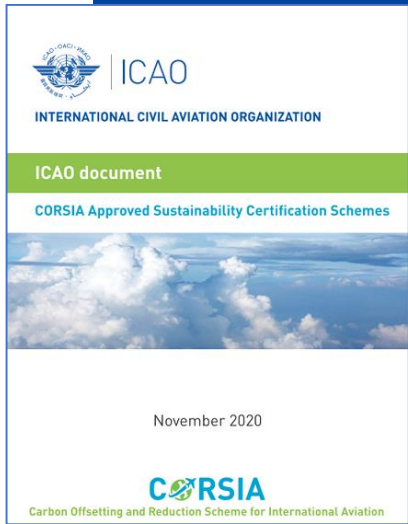 ICAO
INTERNATIONAL CIVIL AVIATION ORGANIZATION
ICAO document
CORSIA Approved Sustainability Certification Schemes
November 2020
CORSIA
Carbon Offsetting and Reduction Scheme for International Aviation